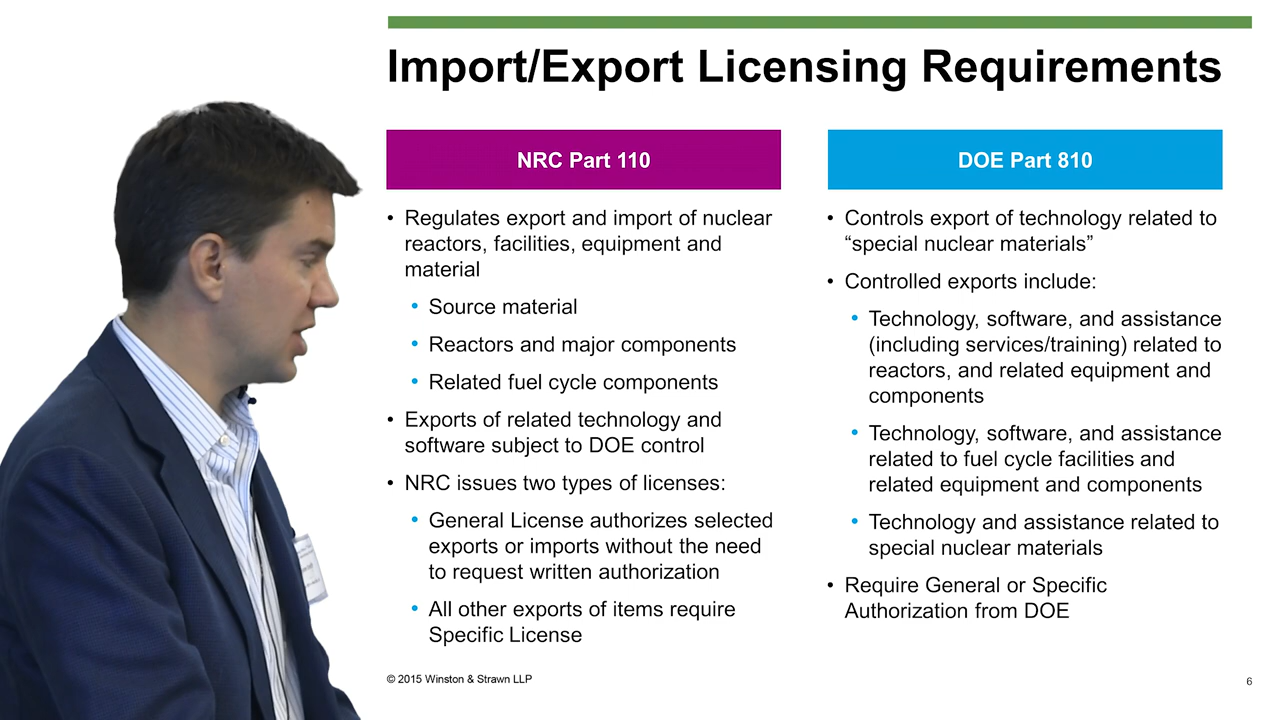 Import/Export Licensing Requirements
NRC Part 110
• Regulates export and import of nuclear
reactors, facilities, equipment and
material
• Source material
• Reactors and major components
• Related fuel cycle components
• Exports of related technology and
software subject to DOE control
• NRC issues two types of licenses:
• General License authorizes selected
exports or imports without the need
to request written authorization
• All other exports of items require
Specific License
DOE Part 810
• Controls export of technology related to
“special nuclear materials”
• Controlled exports include:
• Technology, software, and assistance
(including services/training) related to
reactors, and related equipment and
components
• Technology, software, and assistance
related to fuel cycle facilities and
related equipment and components
• Technology and assistance related to
special nuclear materials
• Require General or Specific
Authorization from DOE
© 2015 Winston & Strawn LLP
6